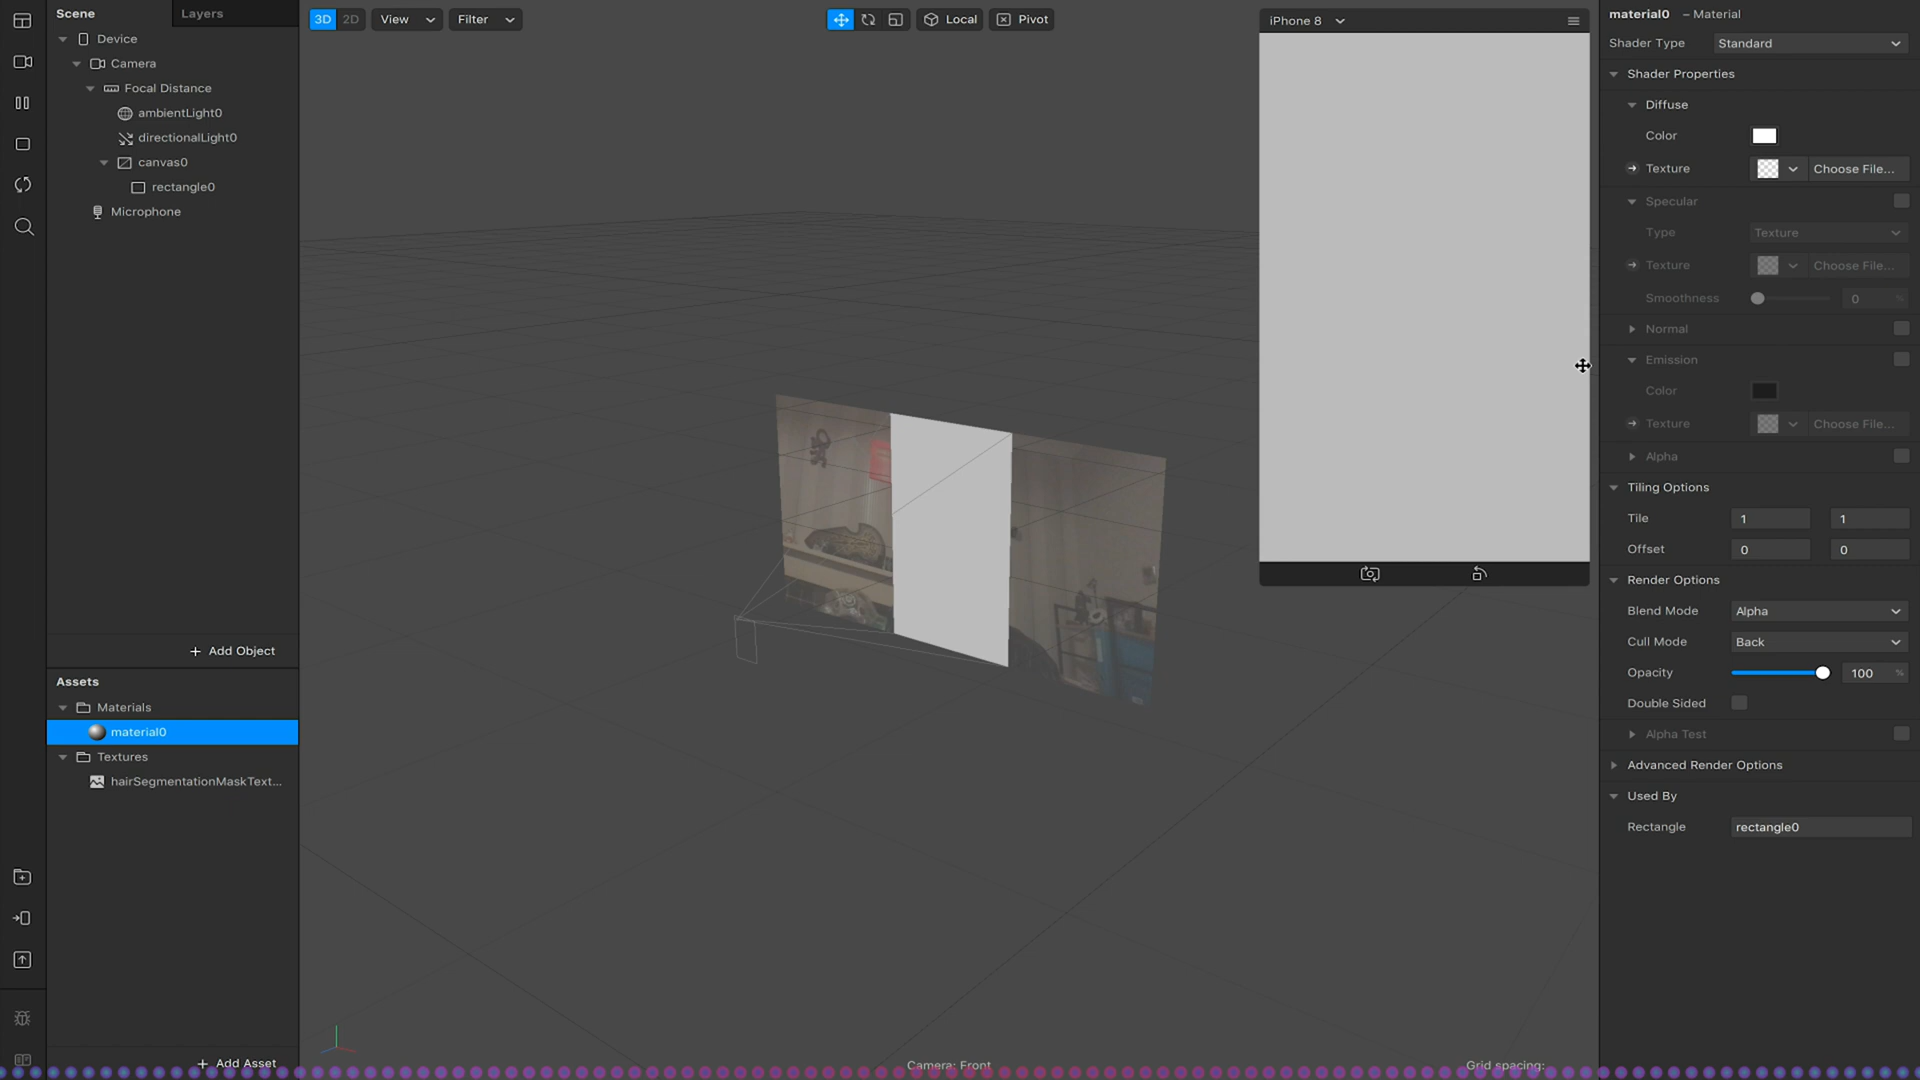 Scene
Layers
Device
Camera
Focal Distance
ambientLight0
directionalLight0
canvas0
rectangle0
Microphone
+ Add Object
Assets
Materials
material0
Textures
hairSegmentationMaskText...
+ Add Asset
3D 2D View Filter
Local Pivot
iPhone 8
Camera: Front
Grid spacing:
material0 – Material
Shader Type Standard
Shader Properties
Diffuse
Color
Texture Choose File...
Specular
Type Texture
Texture Choose File...
Smoothness 0 %
Normal
Emission
Color
Texture Choose File...
Alpha
Tiling Options
Tile 1 1
Offset 0 0
Render Options
Blend Mode Alpha
Cull Mode Back
Opacity 100 %
Double Sided
Alpha Test
Advanced Render Options
Used By
Rectangle rectangle0